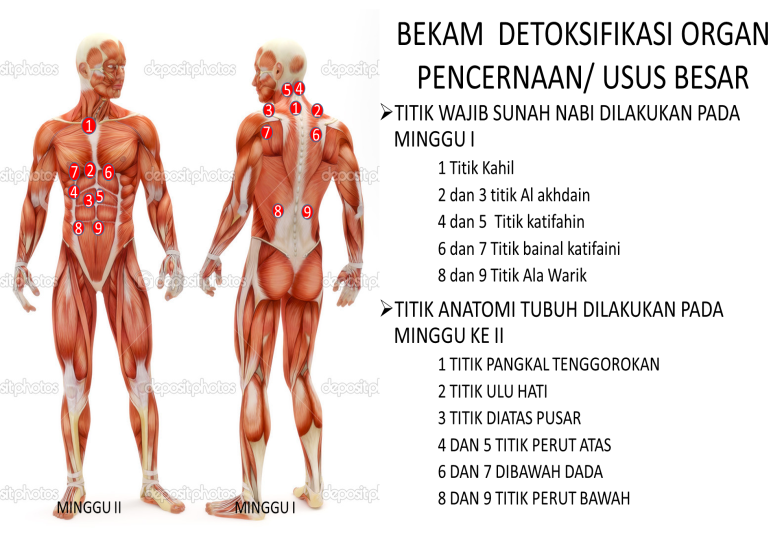 BEKAM DETOKSIFIKASI ORGAN
PENCERNAAN/ USUS BESAR
➢TITIK WAJIB SUNAH NABI DILAKUKAN PADA
MINGGU I
1 Titik Kahil
2 dan 3 titik Al akhdain
4 dan 5 Titik katifahin
6 dan 7 Titik bainal katifaini
8 dan 9 Titik Ala Warik
➢TITIK ANATOMI TUBUH DILAKUKAN PADA
MINGGU KE II
1 TITIK PANGKAL TENGGOROKAN
2 TITIK ULU HATI
3 TITIK DIATAS PUSAR
4 DAN 5 TITIK PERUT ATAS
6 DAN 7 DIBAWAH DADA
8 DAN 9 TITIK PERUT BAWAH
1
7 2 6
4 3 5
8 9
MINGGU II
5 4
3 1 2
7 6
8 9
MINGGU I
depositphotos